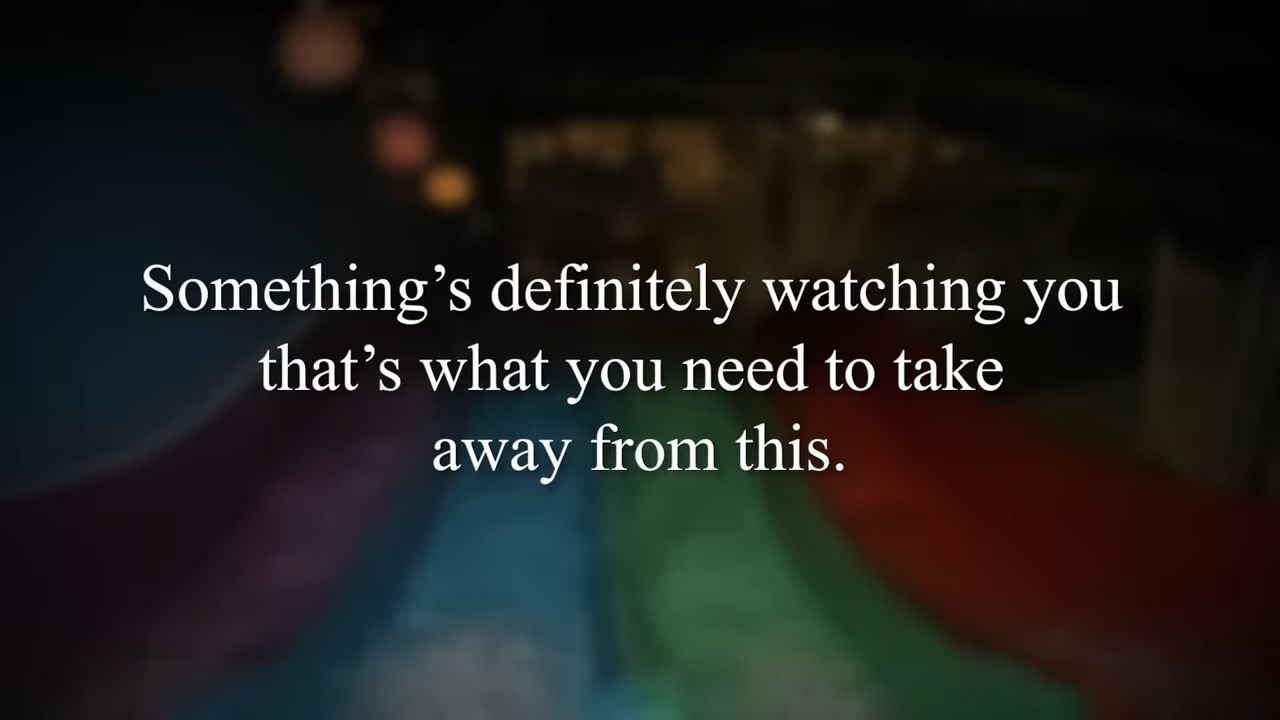 Something’s definitely watching you
that’s what you need to take
away from this.